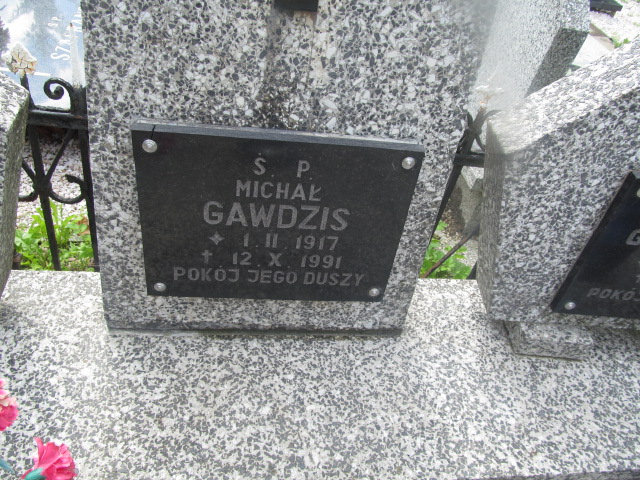 Ś. P.
MICHAŁ
GAWDZIS
* 1. II. 1917
† 12. X. 1991
POKÓJ JEGO DUSZY